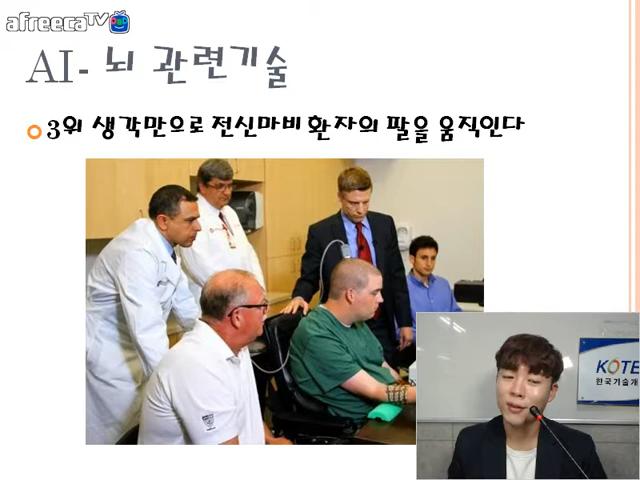 afreecaTV
AI- 뇌 관련기술
3위 생각만으로 전신마비 환자의 팔을 움직인다
KOTE
한국기술개